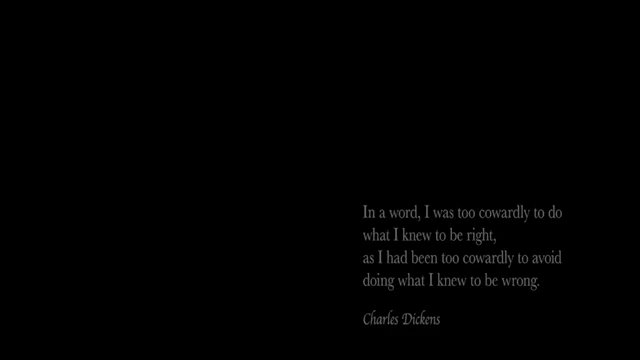 In a word, I was too cowardly to do
what I knew to be right,
as I had been too cowardly to avoid
doing what I knew to be wrong.
Charles Dickens